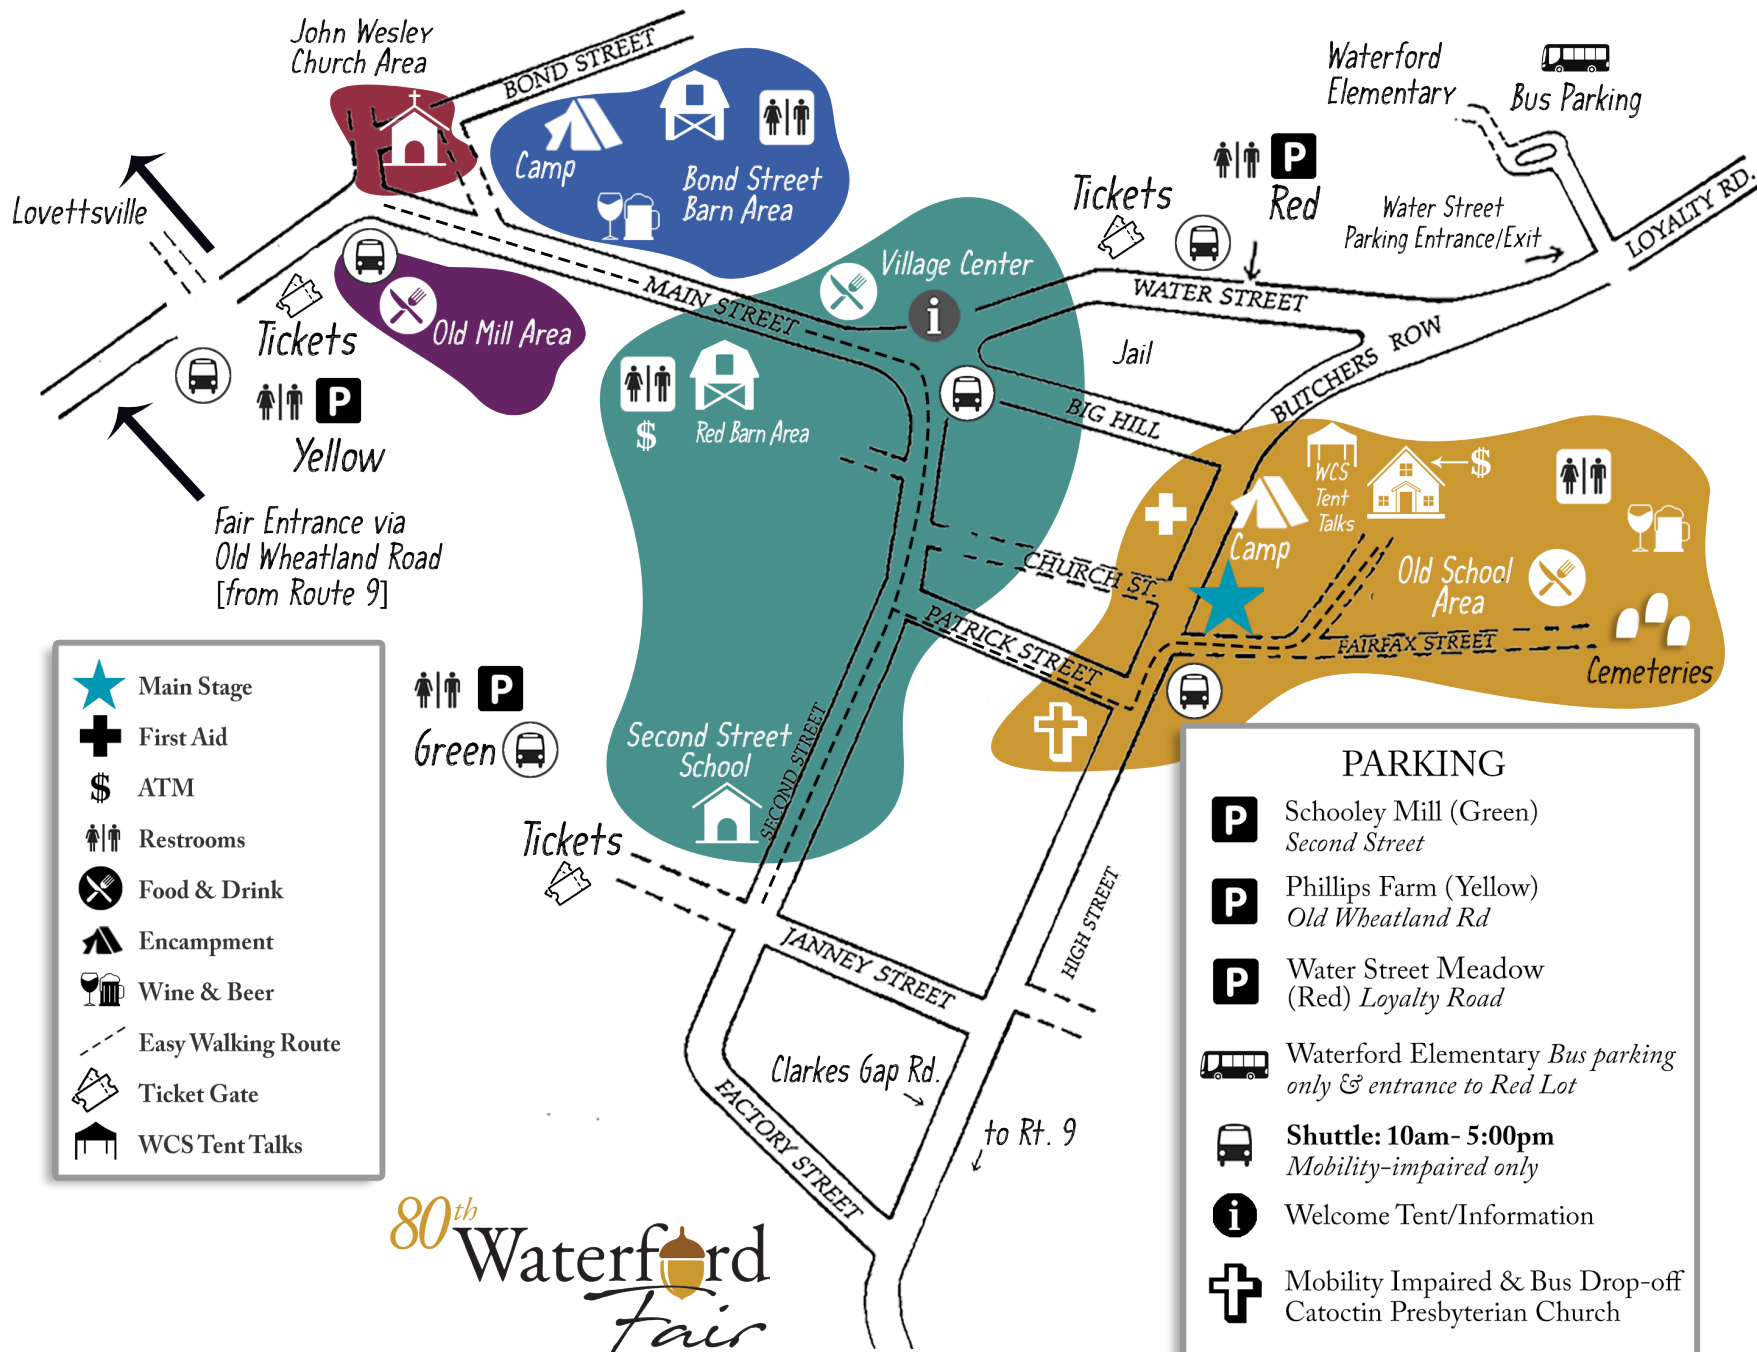 John Wesley
Church Area
BOND STREET
Camp
Bond Street
Barn Area
Lovettsville
Waterford
Elementary
Bus Parking
P
Red
Tickets
Water Street
Parking Entrance/Exit
LOYALTY RD.
Village Center
i
MAIN STREET
WATER STREET
Old Mill Area
Tickets
P
Yellow
Jail
BUTCHERS ROW
BIG HILL
$
Red Barn Area
Fair Entrance via
Old Wheatland Road
[from Route 9]
WCS
Tent
Talks
$
Camp
Old School
Area
CHURCH ST.
PATRICK STREET
FAIRFAX STREET
Cemeteries
P
Green
Second Street
School
SECOND STREET
Tickets
JANNEY STREET
HIGH STREET
Clarkes Gap Rd.
to Rt. 9
FACTORY STREET
Main Stage
First Aid
$ ATM
Restrooms
Food & Drink
Encampment
Wine & Beer
Easy Walking Route
Ticket Gate
WCS Tent Talks
PARKING
P Schooley Mill (Green)
Second Street
P Phillips Farm (Yellow)
Old Wheatland Rd
P Water Street Meadow
(Red) Loyalty Road
Waterford Elementary Bus parking
only & entrance to Red Lot
Shuttle: 10am- 5:00pm
Mobility-impaired only
i Welcome Tent/Information
Mobility Impaired & Bus Drop-off
Catoctin Presbyterian Church
80th
Waterford
Fair